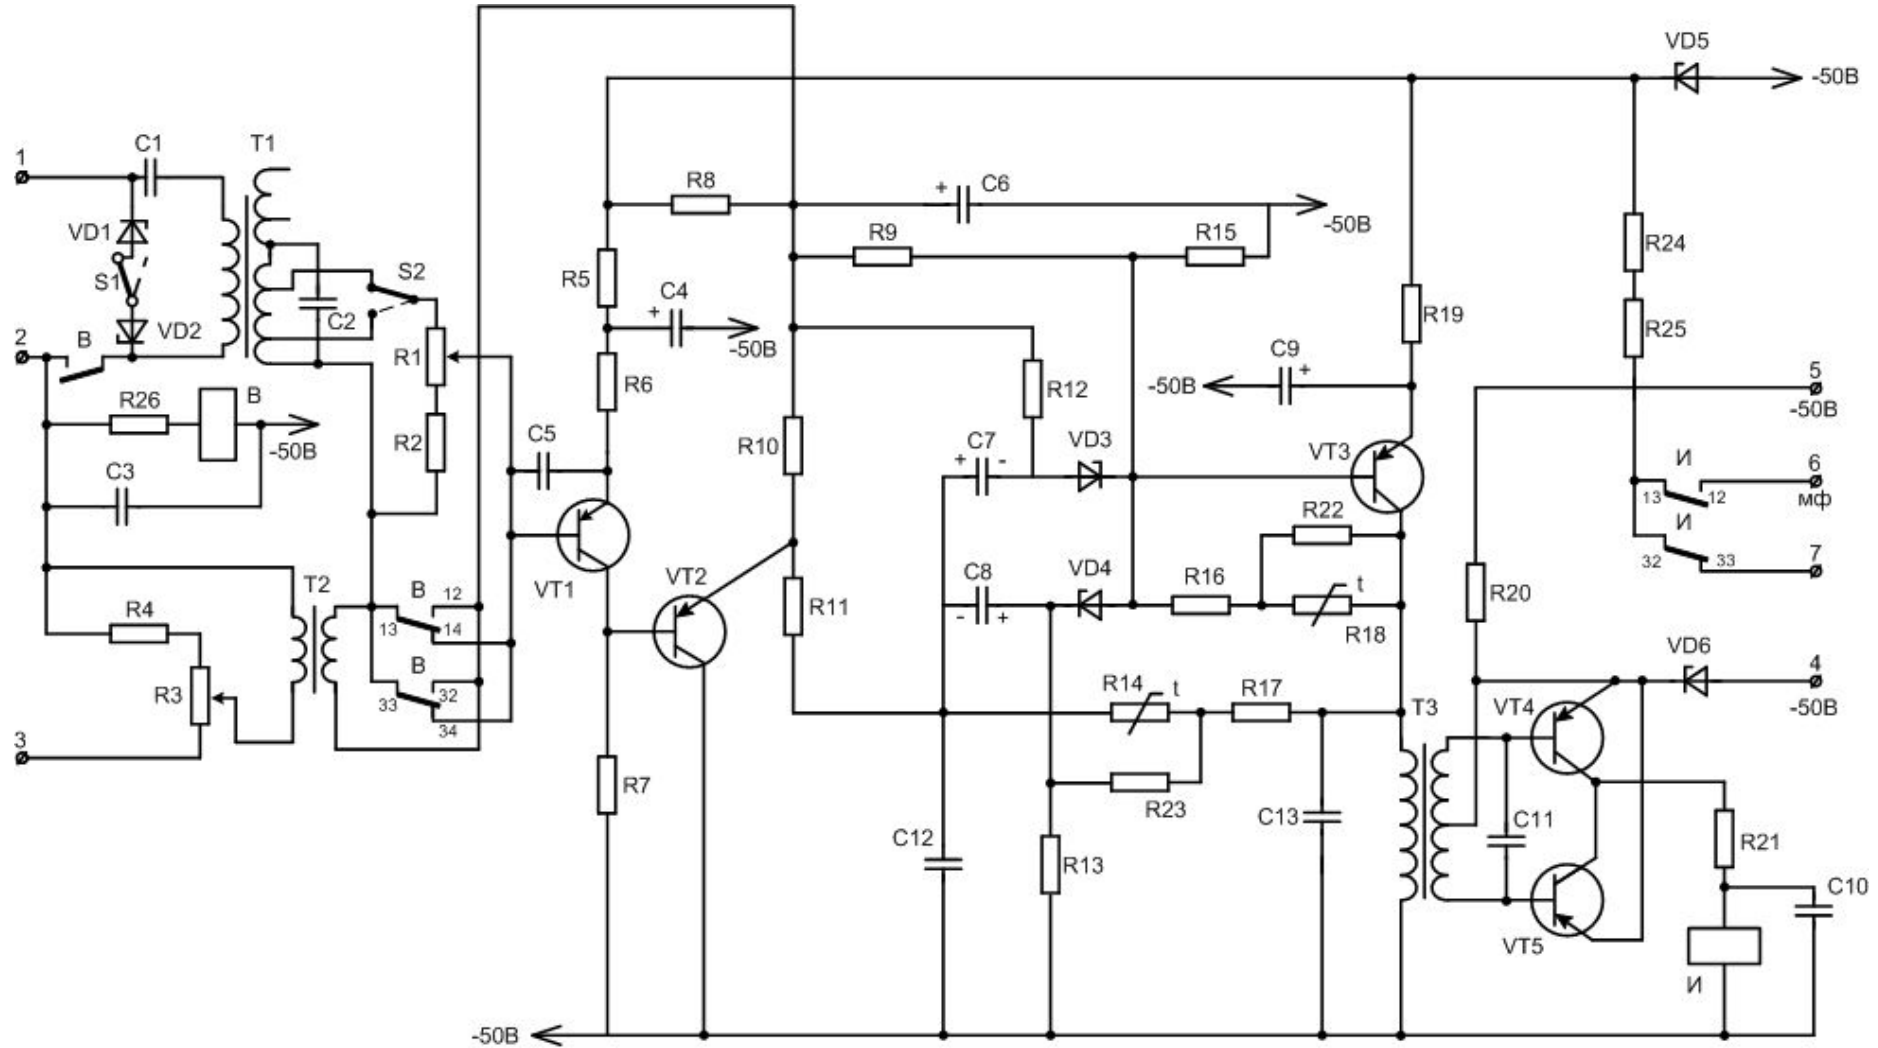 VD5
-50В
C1
T1
1
R8
+ C6
-50В
VD1
R9
R15
R24
S1
S2
R5
C4
+
-50В
C2
R19
R25
2
В
VD2
R1
C9
+
-50В
5
-50В
R26
В
-50В
R6
R12
R2
C5
R10
C7
+ -
VD3
VT3
И
6
13 12
мф
C3
R22
И
32 33
7
T2
В
12
VT1
VT2
C8
- +
VD4
R16
t
R18
R20
R4
13 14
R11
В
R3
33 32
34
R14
t
R17
T3
VT4
VD6
4
-50В
3
R7
R23
C12
C13
C11
R21
R13
C10
VT5
И
-50В